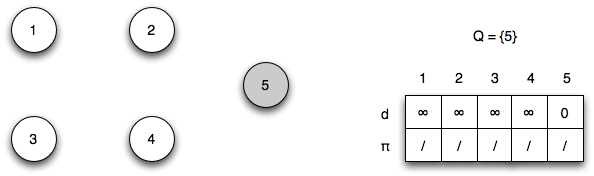 1 2
5
3 4
Q = {5}
1 2 3 4 5
d ∞ ∞ ∞ ∞ 0
π / / / / /